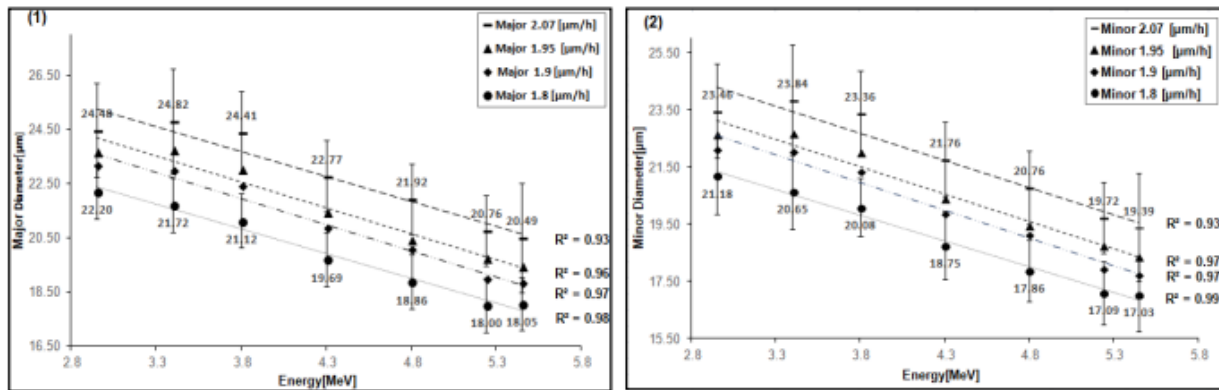 (1)
Major 2.07 [µm/h]
Major 1.95 [µm/h]
Major 1.9 [µm/h]
Major 1.8 [µm/h]
Major Diameter[µm]
26.50
24.50
22.50
20.50
18.50
16.50
24.48
24.82
24.41
22.77
21.92
20.76
20.49
22.20
21.72
21.12
19.69
18.86
18.00
18.05
R² = 0.93
R² = 0.96
R² = 0.97
R² = 0.98
2.8
3.3
3.8
4.3
4.8
5.3
5.8
Energy[MeV]
(2)
Minor 2.07 [µm/h]
Minor 1.95 [µm/h]
Minor 1.9 [µm/h]
Minor 1.8 [µm/h]
Minor Diameter[µm]
25.50
23.50
21.50
19.50
17.50
15.50
23.46
23.84
23.36
21.76
20.76
19.72
19.39
21.18
20.65
20.08
18.75
17.86
17.09
17.03
R² = 0.93
R² = 0.97
R² = 0.97
R² = 0.99
2.8
3.3
3.8
4.3
4.8
5.3
5.8
Energy[MeV]